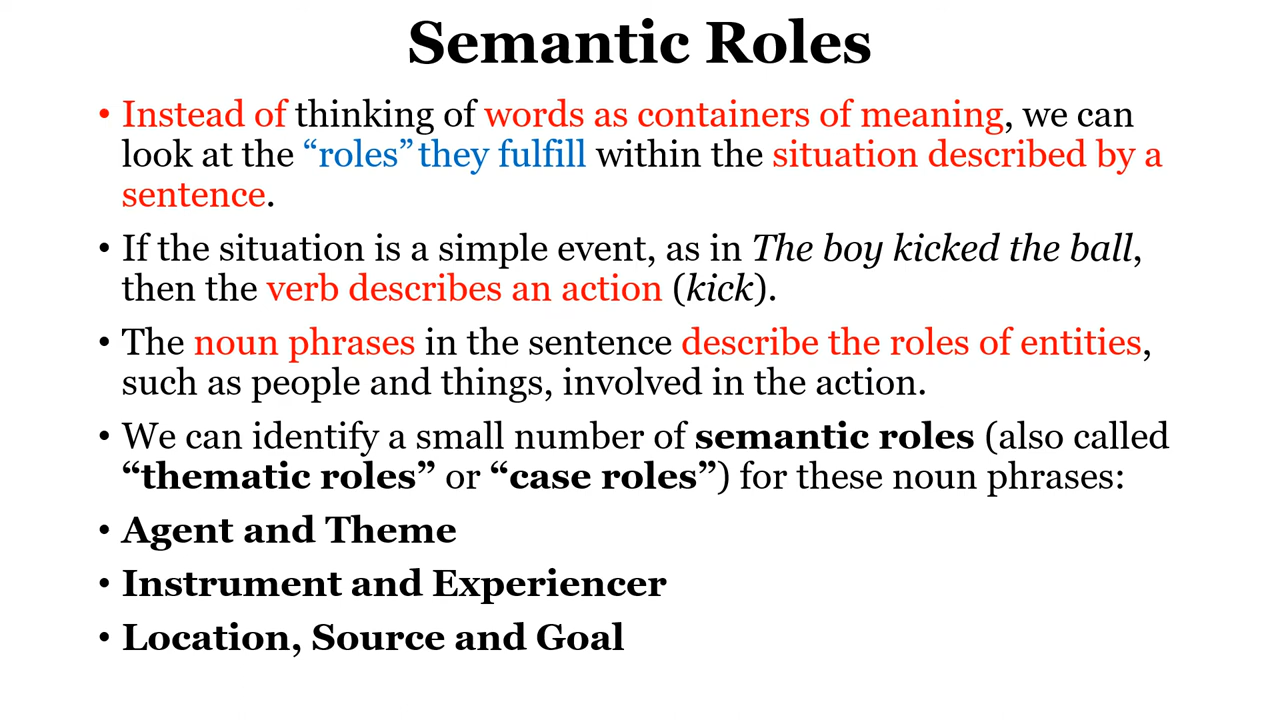 Semantic Roles
• Instead of thinking of words as containers of meaning, we can
look at the “roles” they fulfill within the situation described by a
sentence.
• If the situation is a simple event, as in The boy kicked the ball,
then the verb describes an action (kick).
• The noun phrases in the sentence describe the roles of entities,
such as people and things, involved in the action.
• We can identify a small number of semantic roles (also called
“thematic roles” or “case roles”) for these noun phrases:
• Agent and Theme
• Instrument and Experiencer
• Location, Source and Goal